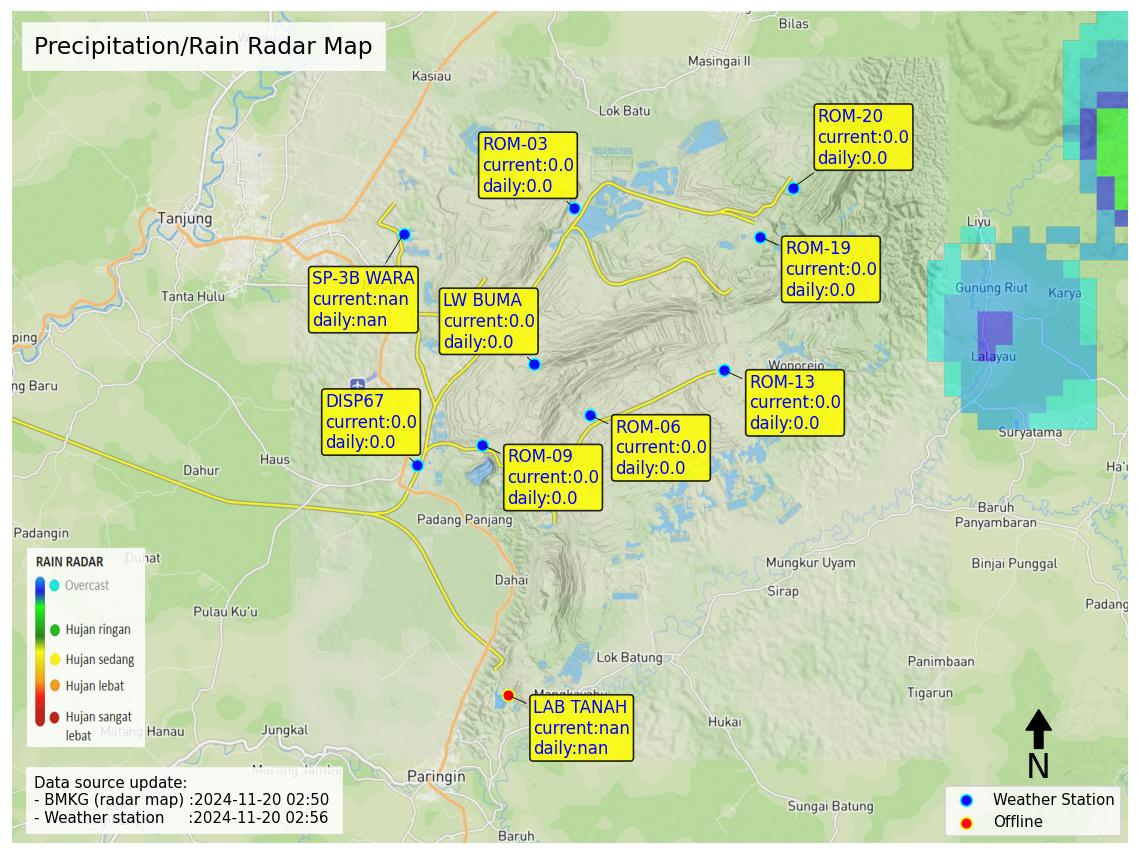 Precipitation/Rain Radar Map
Bilas
Masingai II
Kasiau
Lok Batu
ROM-20
current:0.0
daily:0.0
ROM-03
current:0.0
daily:0.0
Tanjung
Liyu
ROM-19
current:0.0
daily:0.0
SP-3B WARA
current:nan
daily:nan
Gunung Riut
Karya
Tanta Hulu
LW BUMA
current:0.0
daily:0.0
ping
Lalayau
Wonorejo
ng Baru
ROM-13
current:0.0
daily:0.0
DISP67
current:0.0
daily:0.0
ROM-06
current:0.0
daily:0.0
Suryatama
ROM-09
current:0.0
daily:0.0
Haus
Dahur
Ha'u
Baruh
Panyambaran
Padang Panjang
Padangin
Duhat
Mungkur Uyam
Binjai Punggal
Dahai
Sirap
Padang
Pulau Ku'u
RAIN RADAR
Overcast
Hujan ringan
Hujan sedang
Hujan lebat
Hujan sangat
lebat
Lok Batung
Panimbaan
Tigarun
LAB TANAH
current:nan
daily:nan
Hukai
Matang Hanau
Jungkal
Murung Jambu
Paringin
N
Data source update:
- BMKG (radar map) :2024-11-20 02:50
- Weather station :2024-11-20 02:56
Sungai Batung
Baruh
Weather Station
Offline